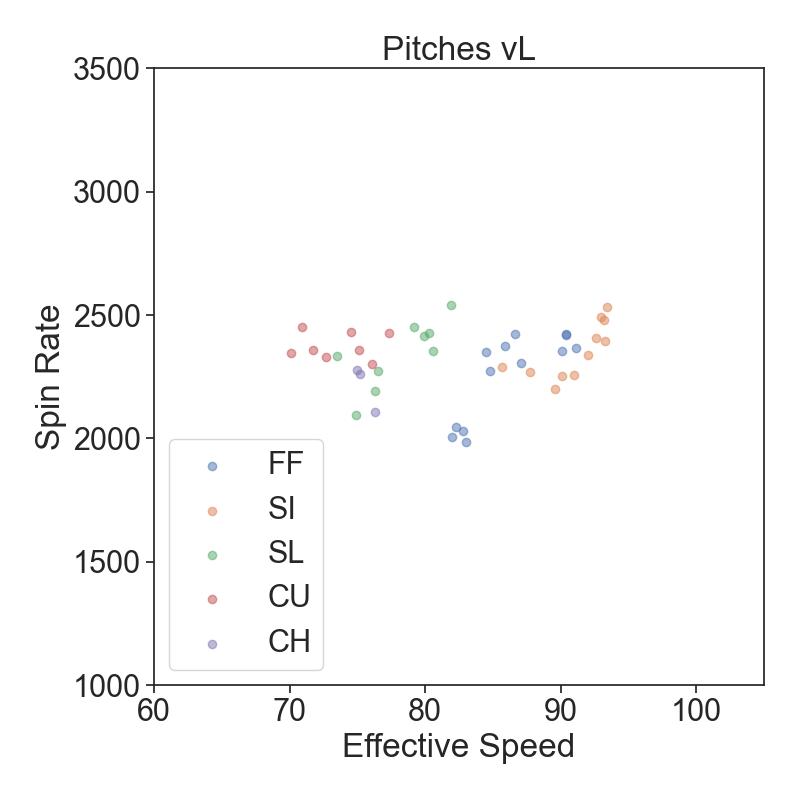 Pitches vL
3500
3000
2500
2000
1500
1000
Spin Rate
FF
SI
SL
CU
CH
60 70 80 90 100
Effective Speed